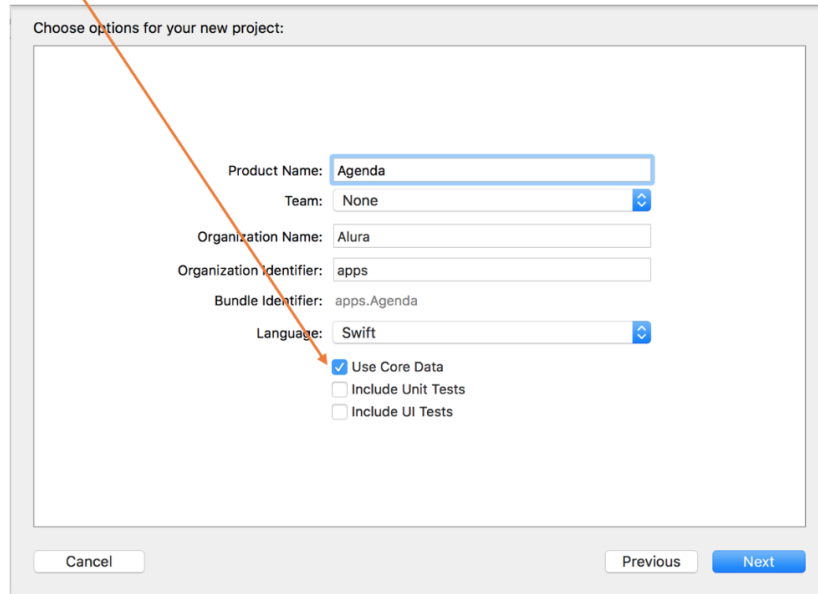 Choose options for your new project:
Product Name: Agenda
Team: None
Organization Name: Alura
Organization Identifier: apps
Bundle Identifier: apps.Agenda
Language: Swift
Use Core Data
Include Unit Tests
Include UI Tests
Cancel Previous Next